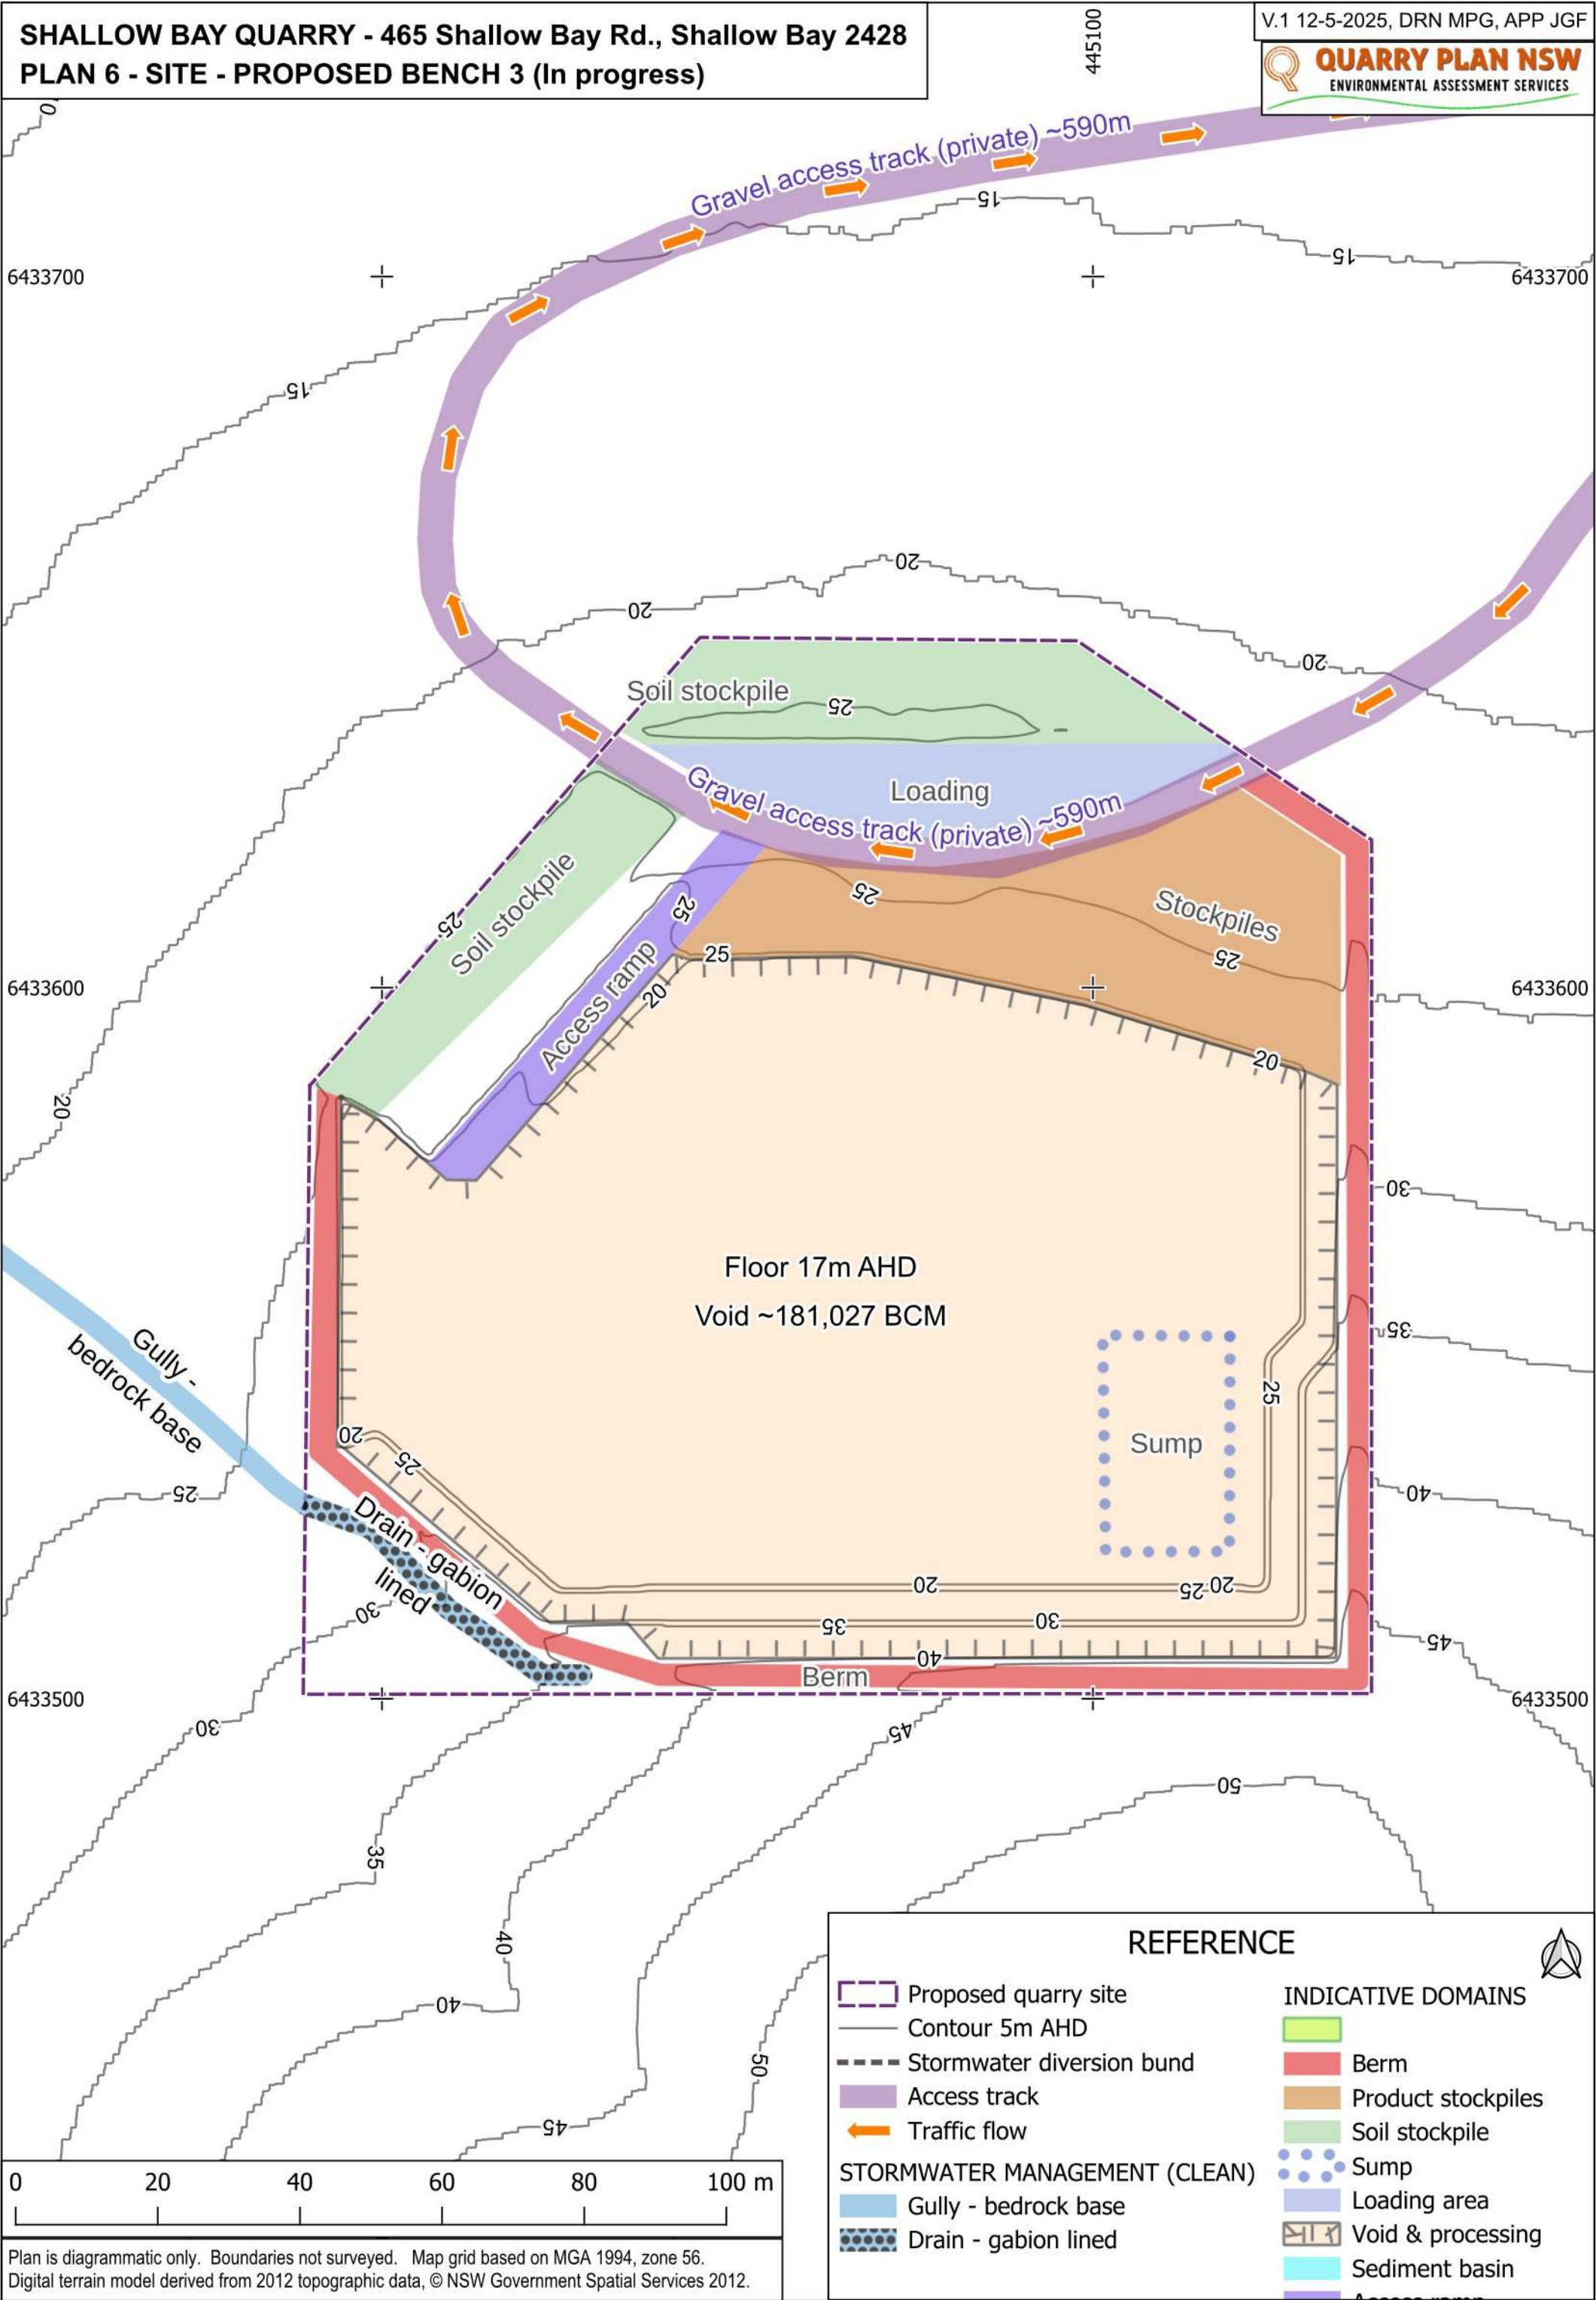 SHALLOW BAY QUARRY - 465 Shallow Bay Rd., Shallow Bay 2428
PLAN 6 - SITE - PROPOSED BENCH 3 (In progress)
445100
V.1 12-5-2025, DRN MPG, APP JGF
QUARRY PLAN NSW
ENVIRONMENTAL ASSESSMENT SERVICES
Gravel access track (private) ~590m
15
15
6433700
6433700
15
20
20
20
Soil stockpile
25
Loading
Gravel access track (private) ~590m
Soil stockpile
25
25
25
Stockpiles
25
25
Access ramp
20
6433600
6433600
20
20
30
Floor 17m AHD
Void ~181,027 BCM
Gully -
bedrock base
35
25
Sump
20
25
25
40
Drain - gabion
lined
30
20
25
20
35
30
40
45
Berm
6433500
6433500
30
45
50
35
40
40
50
45
REFERENCE
Proposed quarry site
Contour 5m AHD
Stormwater diversion bund
Access track
Traffic flow
STORMWATER MANAGEMENT (CLEAN)
Gully - bedrock base
Drain - gabion lined
INDICATIVE DOMAINS
Berm
Product stockpiles
Soil stockpile
Sump
Loading area
Void & processing
Sediment basin
Access ramp
0 20 40 60 80 100 m
Plan is diagrammatic only. Boundaries not surveyed. Map grid based on MGA 1994, zone 56.
Digital terrain model derived from 2012 topographic data, © NSW Government Spatial Services 2012.